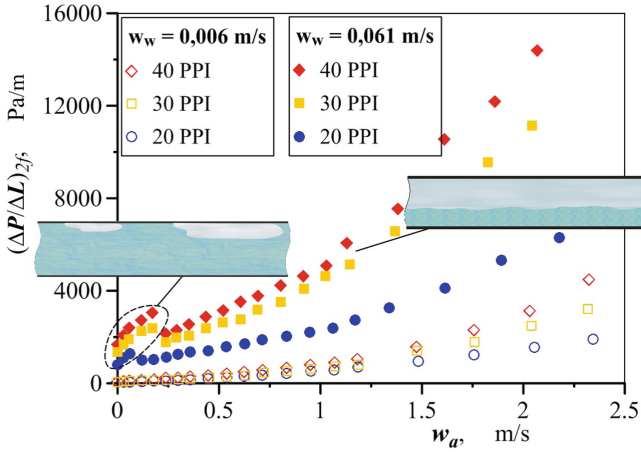 16000
12000
8000
4000
0
(ΔP/ΔL)2f, Pa/m
w_w = 0,006 m/s
40 PPI
30 PPI
20 PPI
w_w = 0,061 m/s
40 PPI
30 PPI
20 PPI
0 0.5 1 1.5 2 2.5
w_a, m/s